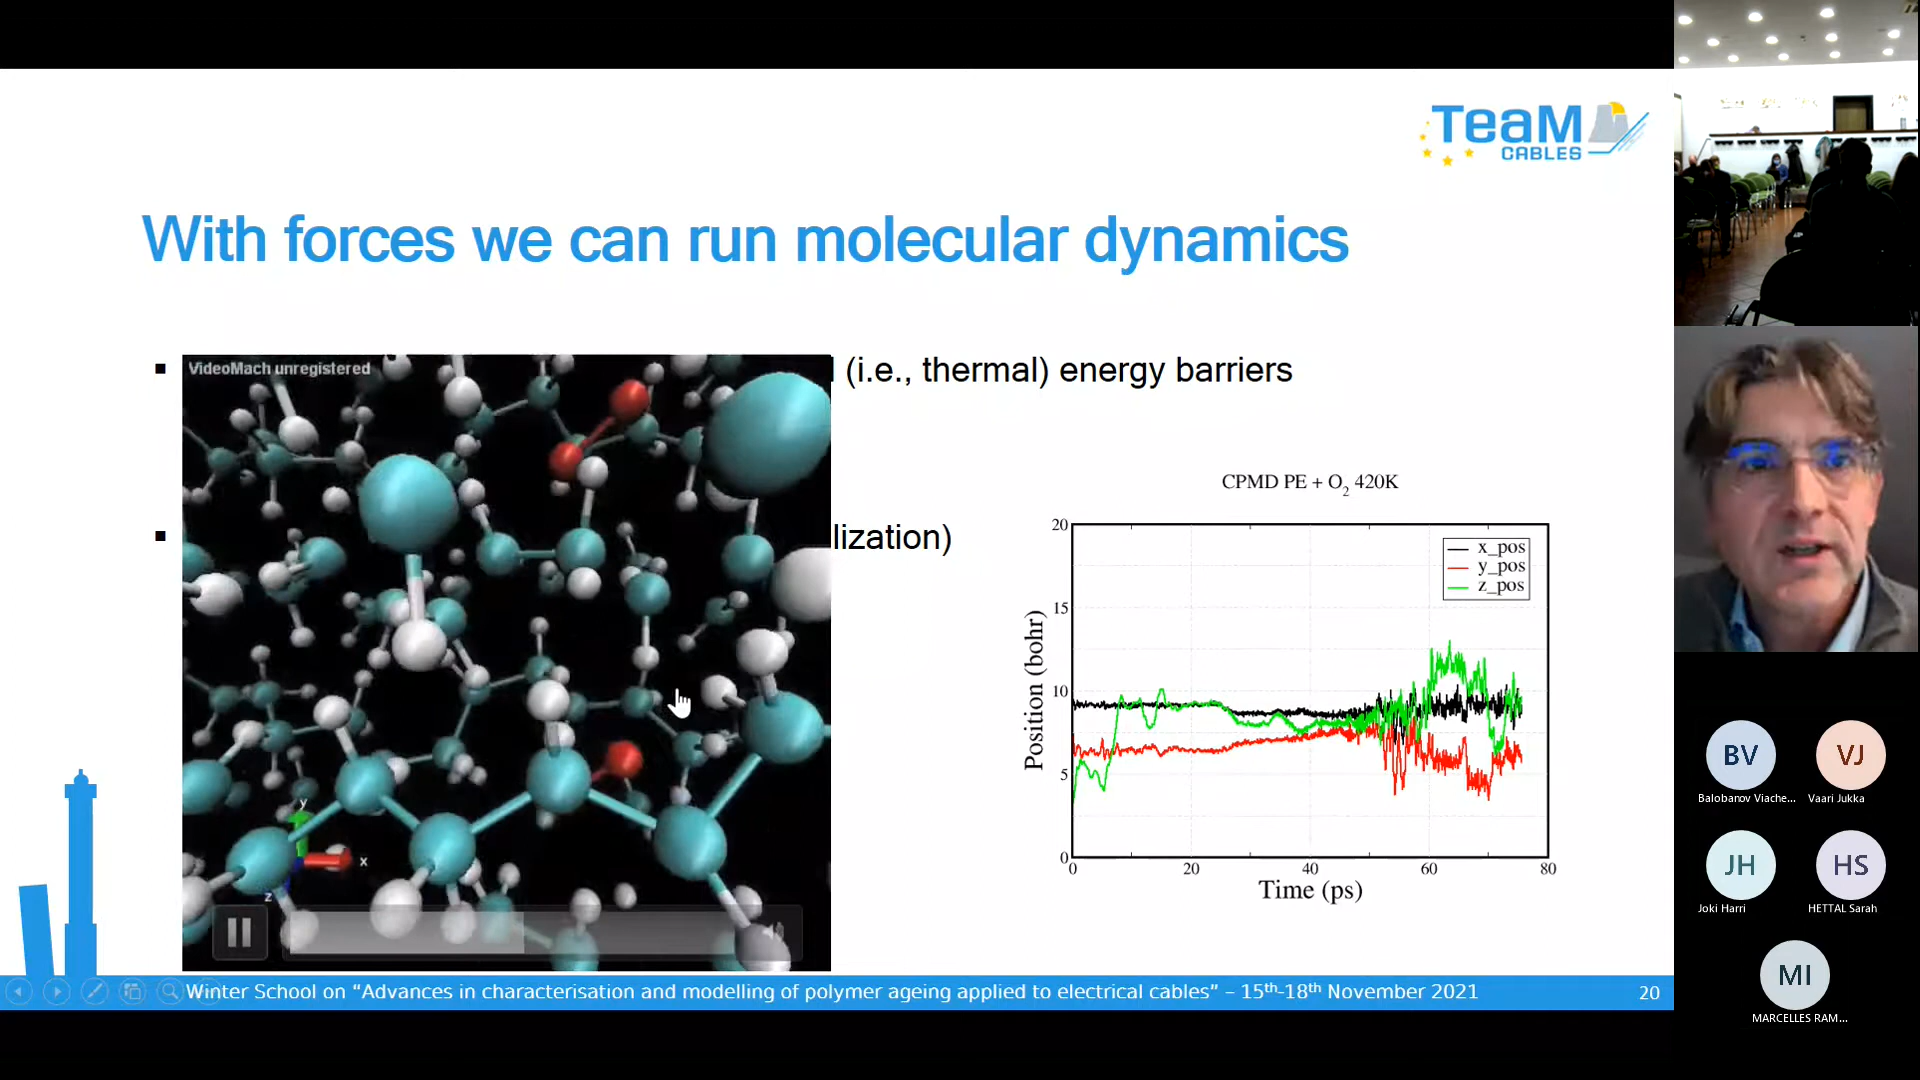 TeaM
CABLES
With forces we can run molecular dynamics
(i.e., thermal) energy barriers
lization)
VideoMach unregistered
y
x
z
CPMD PE + O2 420K
20
15
10
5
0
Position (bohr)
x_pos
y_pos
z_pos
0 20 40 60 80
Time (ps)
Winter School on “Advances in characterisation and modelling of polymer ageing applied to electrical cables” – 15th-18th November 2021
20
BV
Balobanov Viache...
VJ
Vaari Jukka
JH
Joki Harri
HS
HETTAL Sarah
MI
MARCELLES RAM...